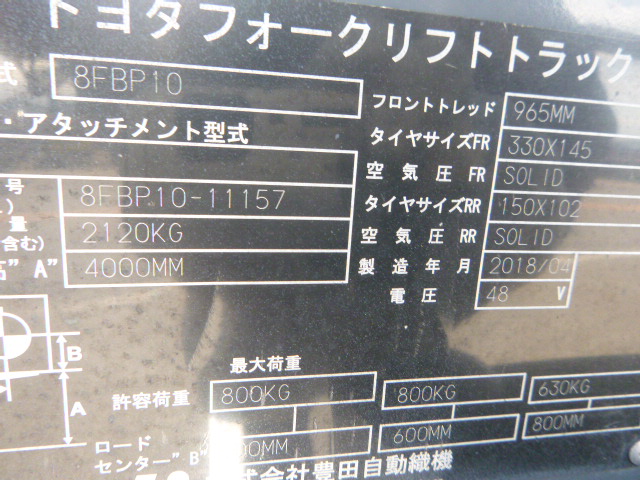 トヨタフォークリフトトラック
式 8FBP10
・アタッチメント型式
号 8FBP10-11157
量 2120KG
含む)
高" A" 4000MM
フロントトレッド 965MM
タイヤサイズFR 330X145
空気圧 FR SOLID
タイヤサイズRR 150X102
空気圧 RR SOLID
製造年月 2018/04
電圧 48 V
B
A
最大荷重
許容荷重 800KG 800KG 630KG
ロード
センター"B" 600MM 800MM
式会社豊田自動織機